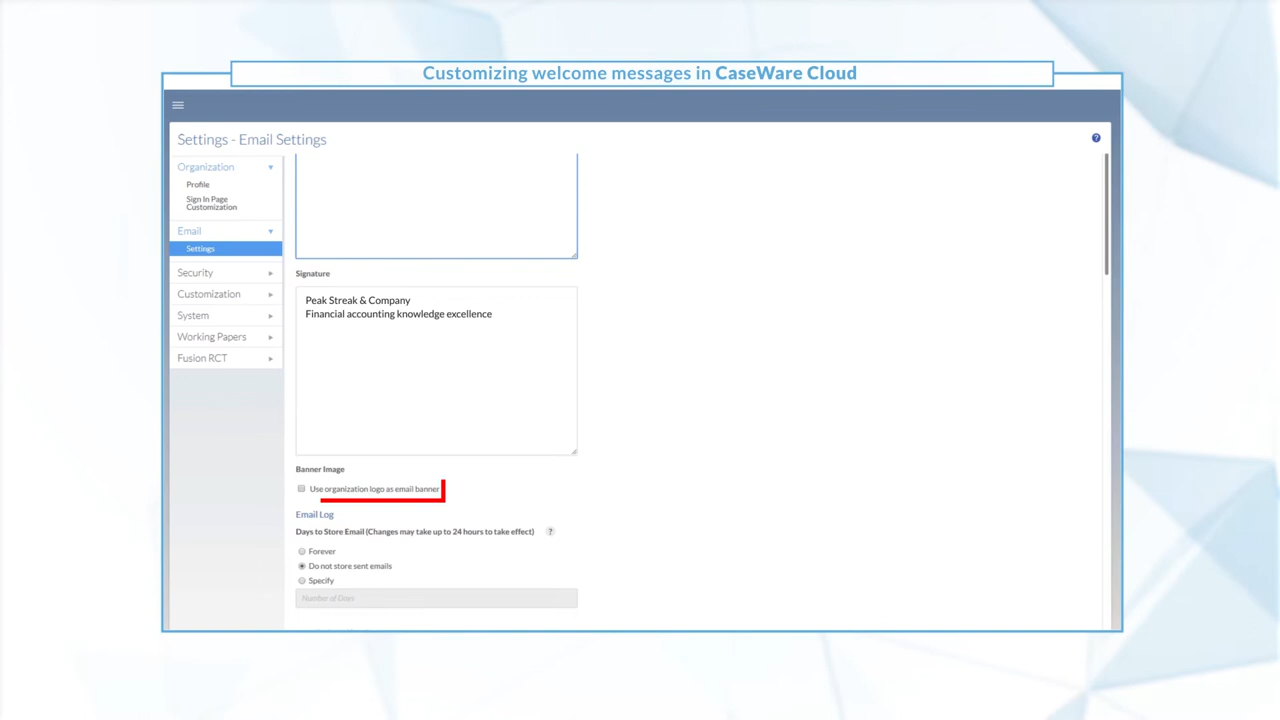 Customizing welcome messages in CaseWare Cloud
Settings - Email Settings
?
Organization
Profile
Sign In Page
Customization
Email
Settings
Security
Customization
System
Working Papers
Fusion RCT
Signature
Peak Streak & Company
Financial accounting knowledge excellence
Banner Image
Use organization logo as email banner
Email Log
Days to Store Email (Changes may take up to 24 hours to take effect) ?
Forever
Do not store sent emails
Specify
Number of Days